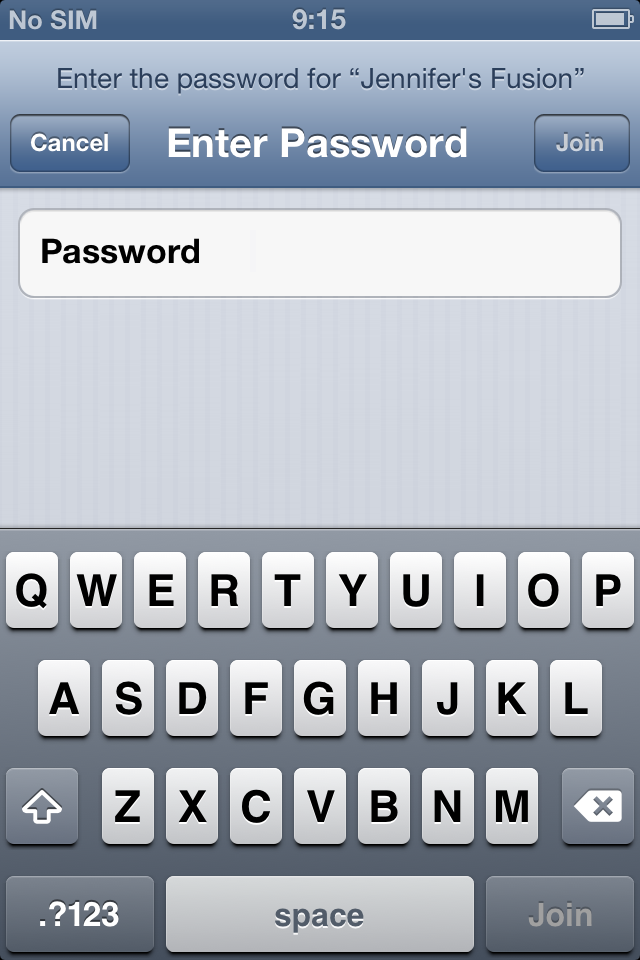 No SIM 9:15
Enter the password for “Jennifer's Fusion”
Cancel Enter Password Join
Password
Q W E R T Y U I O P
A S D F G H J K L
Z X C V B N M
.?123 space Join